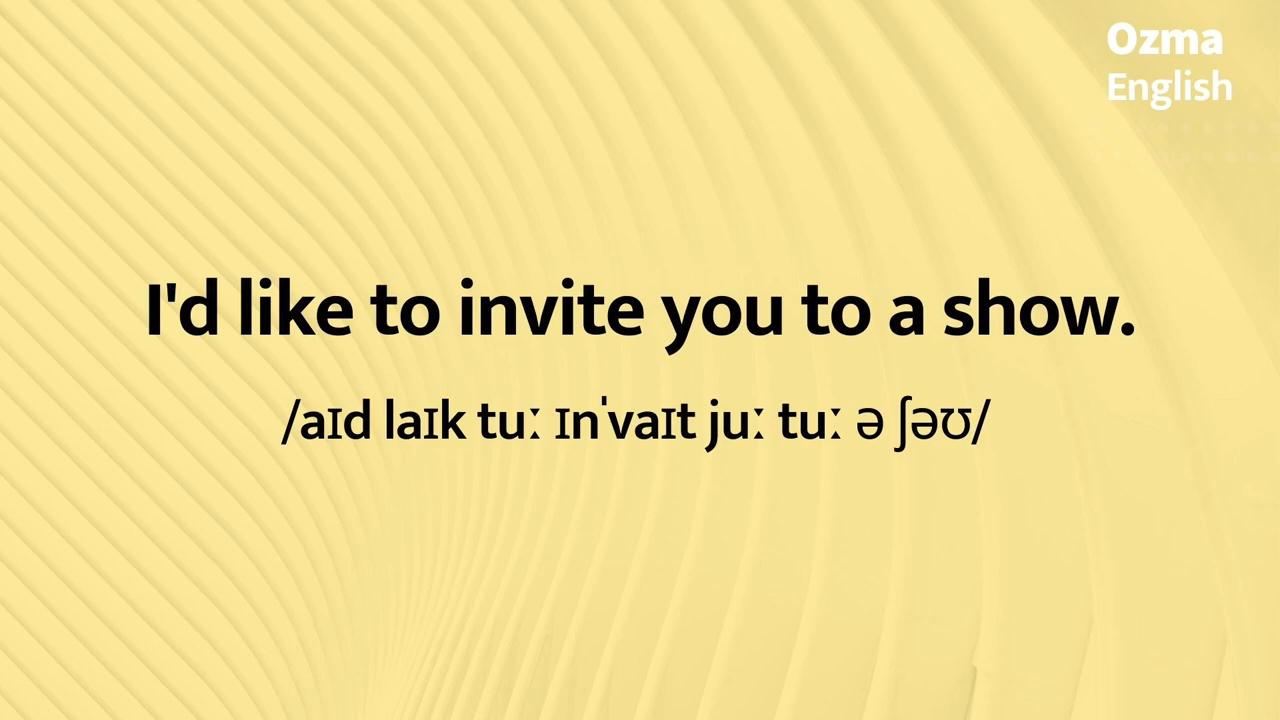 Ozma
English
I'd like to invite you to a show.
/aɪd laɪk tuː ɪnˈvaɪt juː tuː ə ʃəʊ/